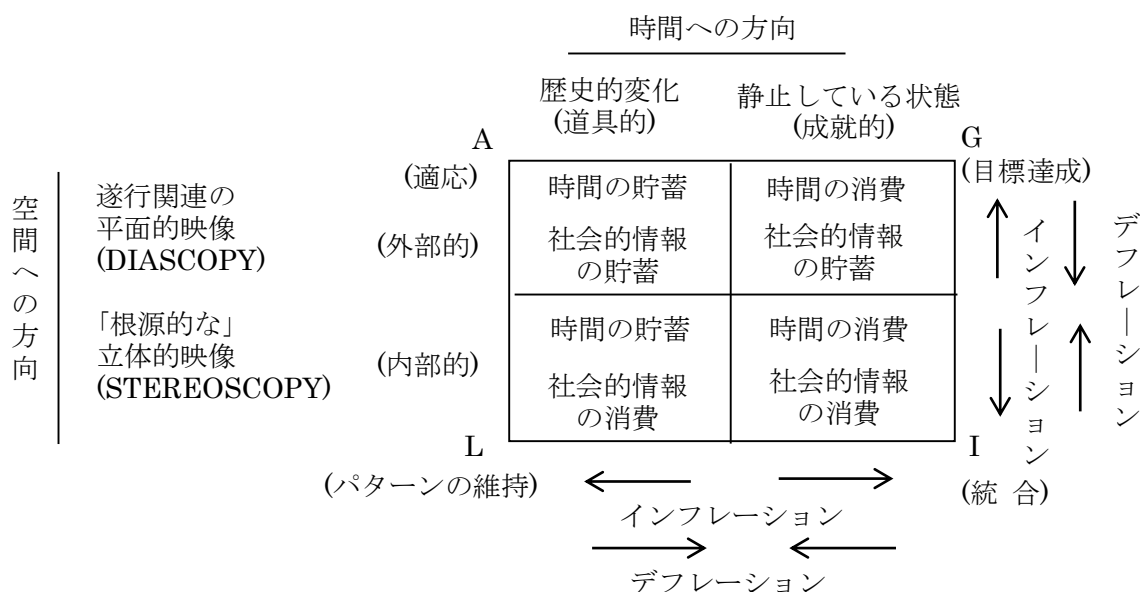 時間への方向
歴史的変化
(道具的)
静止している状態
(成就的)
A
G
(適応)
(目標達成)
空間への方向
遂行関連の
平面的映像
(DIASCOPY)
(外部的)
時間の貯蓄
社会的情報
の貯蓄
時間の消費
社会的情報
の貯蓄
「根源的な」
立体的映像
(STEREOSCOPY)
(内部的)
時間の貯蓄
社会的情報
の消費
時間の消費
社会的情報
の消費
インフレーション
デフレーション
L
I
(パターンの維持)
(統 合)
インフレーション
デフレーション